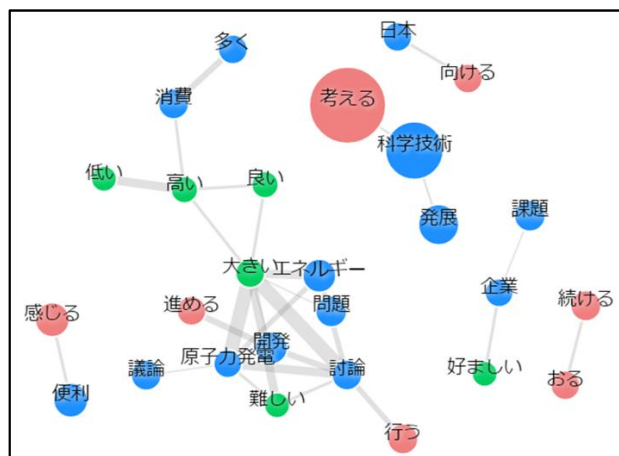 多く
日本
消費
向ける
考える
科学技術
低い
高い
良い
発展
課題
大きい
エネルギー
感じる
進める
問題
企業
続ける
開発
原子力発電
議論
討論
好ましい
おる
便利
難しい
行う